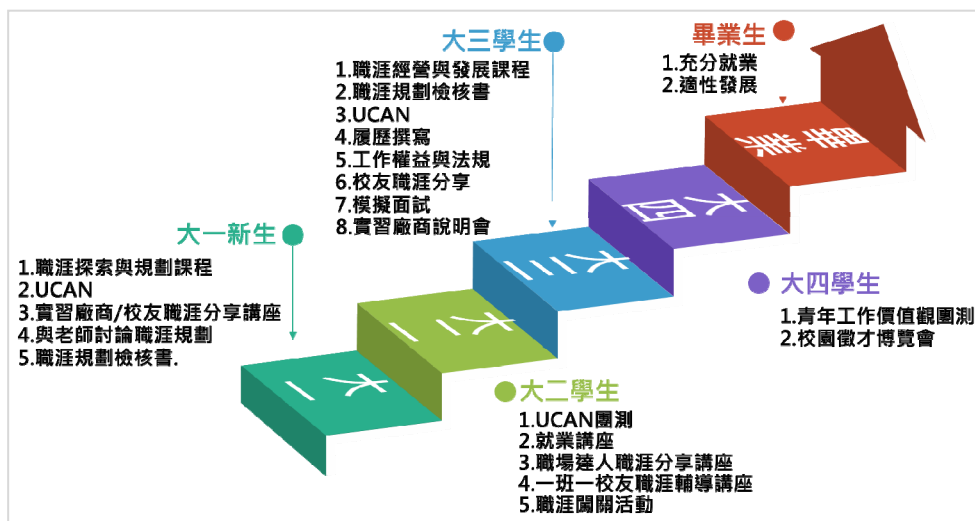 大一新生
1.職涯探索與規劃課程
2.UCAN
3.實習廠商/校友職涯分享講座
4.與老師討論職涯規劃
5.職涯規劃檢核書.
大二學生
1.UCAN團測
2.就業講座
3.職場達人職涯分享講座
4.一班一校友職涯輔導講座
5.職涯闖關活動
大三學生
1.職涯經營與發展課程
2.職涯規劃檢核書
3.UCAN
4.履歷撰寫
5.工作權益與法規
6.校友職涯分享
7.模擬面試
8.實習廠商說明會
大四學生
1.青年工作價值觀團測
2.校園徵才博覽會
畢業生
1.充分就業
2.適性發展
大一
大二
大三
大四
畢業